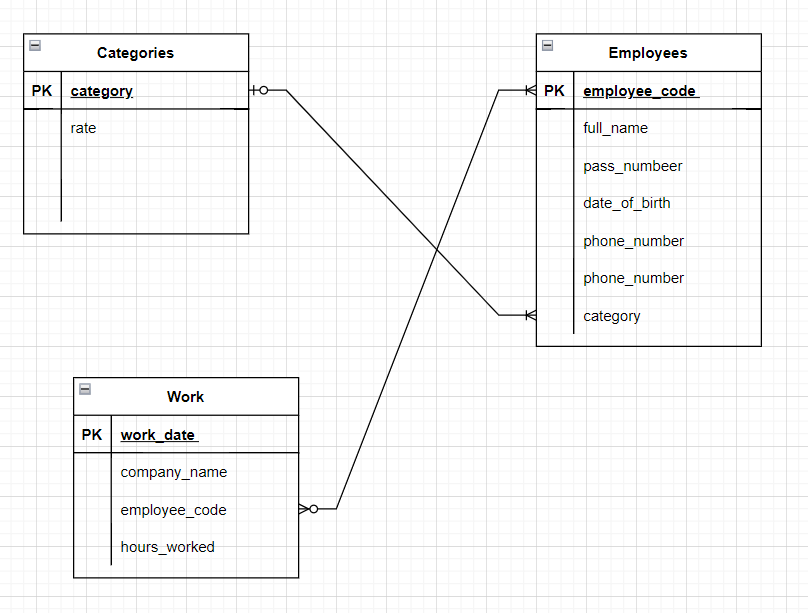 Categories
PK category
rate
Employees
PK employee_code
full_name
pass_numbeer
date_of_birth
phone_number
phone_number
category
Work
PK work_date
company_name
employee_code
hours_worked